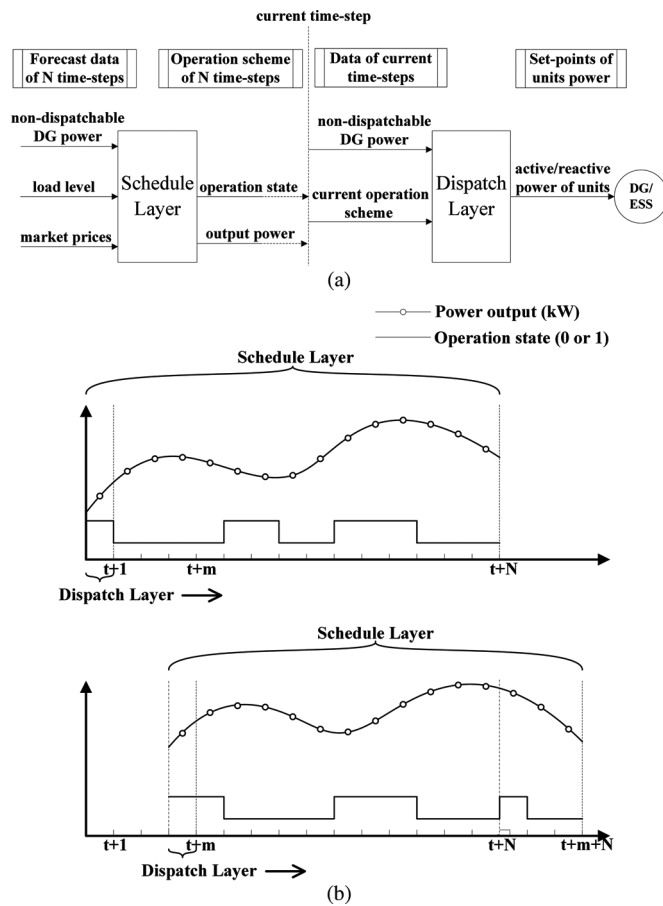 current time-step
Forecast data
of N time-steps
Operation scheme
of N time-steps
Data of current
time-steps
Set-points of
units power
non-dispatchable
DG power
load level
market prices
Schedule
Layer
operation state
output power
non-dispatchable
DG power
current operation
scheme
Dispatch
Layer
active/reactive
power of units
DG/
ESS
(a)
Power output (kW)
Operation state (0 or 1)
Schedule Layer
t+1
t+m
t+N
Dispatch Layer
Schedule Layer
t+1
t+m
t+N
t+m+N
Dispatch Layer
(b)